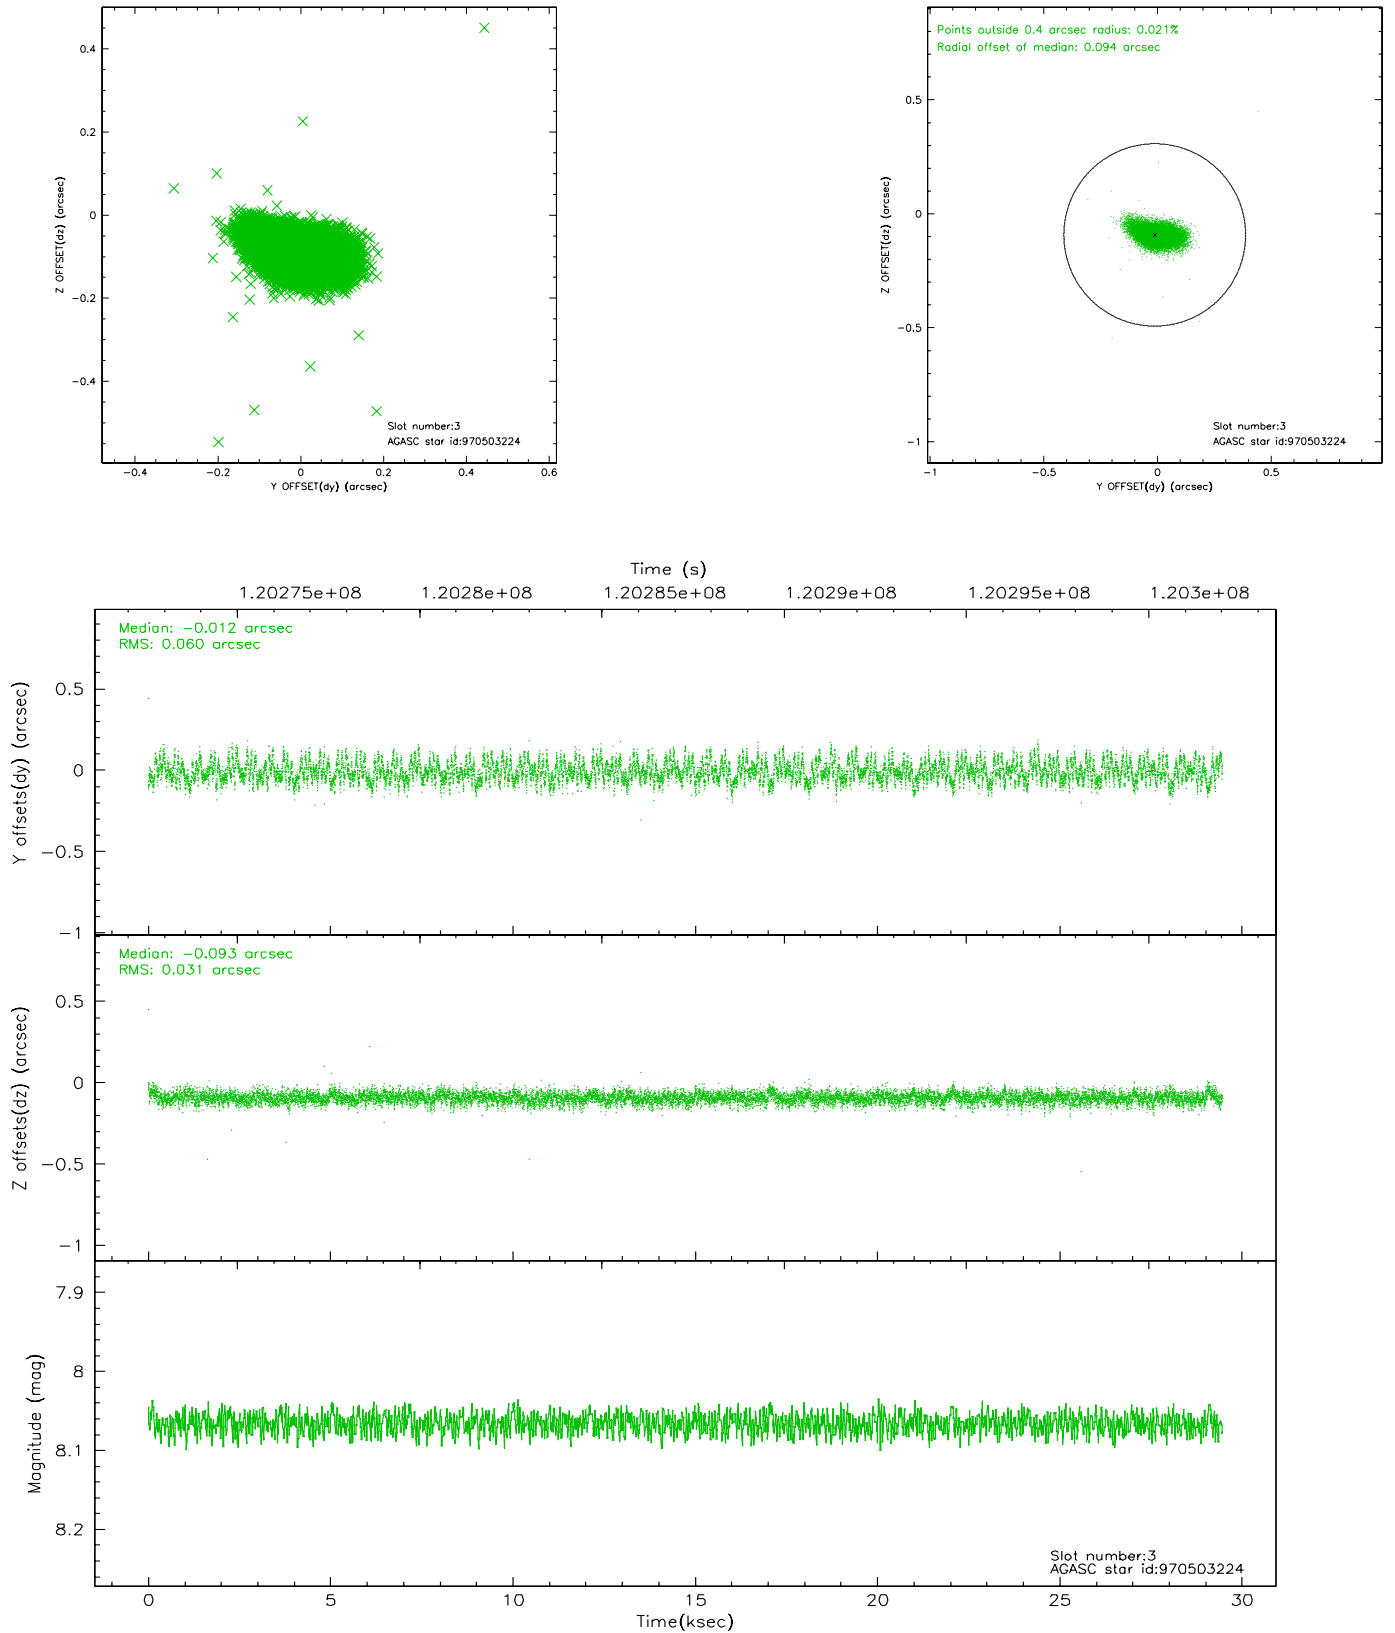 0.4
0.2
0
−0.2
−0.4
Z OFFSET(dz) (arcsec)
−0.4
−0.2
0
0.2
0.4
0.6
Y OFFSET(dy) (arcsec)
Slot number:3
AGASC star id:970503224
Points outside 0.4 arcsec radius: 0.021%
Radial offset of median: 0.094 arcsec
0.5
0
−0.5
−1
Z OFFSET(dz) (arcsec)
−1
−0.5
0
0.5
Y OFFSET(dy) (arcsec)
Slot number:3
AGASC star id:970503224
Time (s)
1.20275e+08
1.2028e+08
1.20285e+08
1.2029e+08
1.20295e+08
1.203e+08
Median: −0.012 arcsec
RMS: 0.060 arcsec
0.5
0
−0.5
−1
Y offsets(dy) (arcsec)
Median: −0.093 arcsec
RMS: 0.031 arcsec
0.5
0
−0.5
−1
Z offsets(dz) (arcsec)
7.9
8
8.1
8.2
Magnitude (mag)
Slot number:3
AGASC star id:970503224
0
5
10
15
20
25
30
Time(ksec)